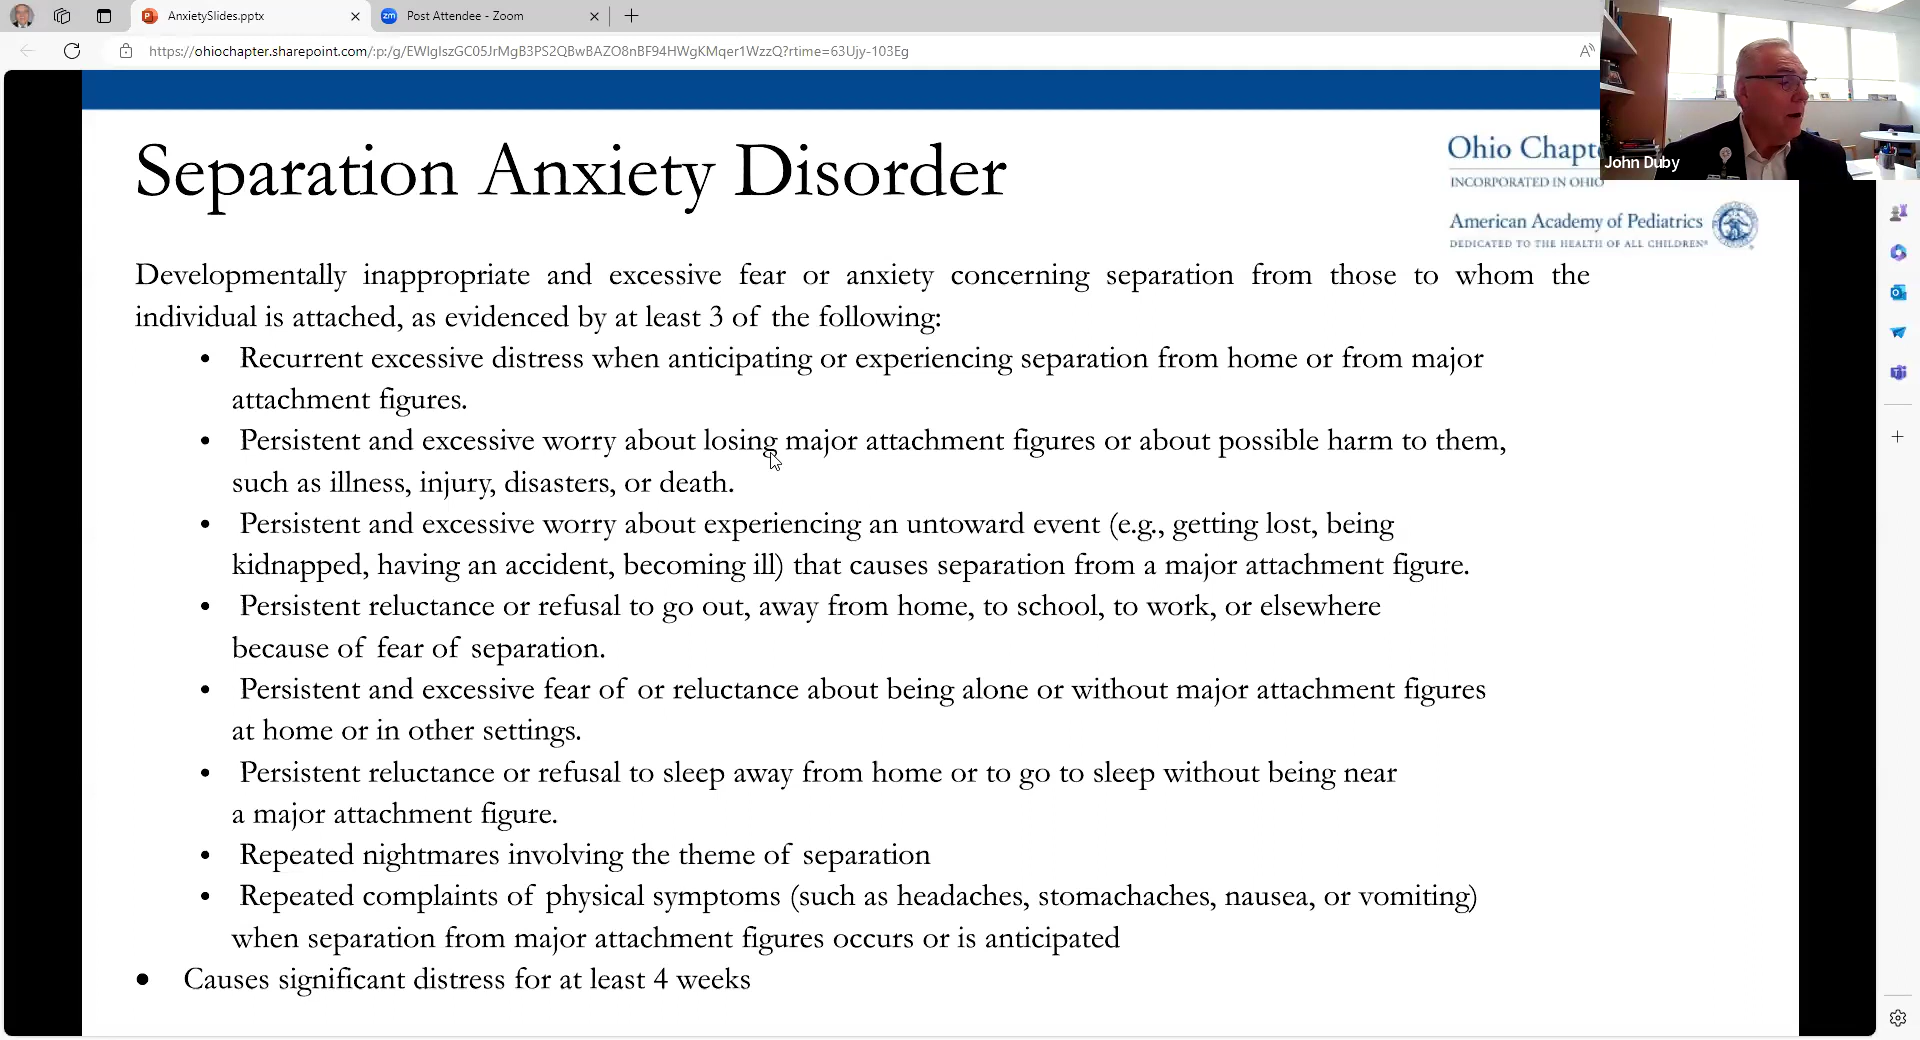 AnxietySlides.pptx
zm Post Attendee - Zoom
https://ohiochapter.sharepoint.com/:p:/g/EWIgIszGC05JrMgB3PS2QBwBAZO8nBF94HWgKMqer1WzzQ?rtime=63Ujy-103Eg
John Duby
Separation Anxiety Disorder
Ohio Chapt
INCORPORATED IN OHIO
American Academy of Pediatrics
DEDICATED TO THE HEALTH OF ALL CHILDREN®
Developmentally inappropriate and excessive fear or anxiety concerning separation from those to whom the
individual is attached, as evidenced by at least 3 of the following:
• Recurrent excessive distress when anticipating or experiencing separation from home or from major
attachment figures.
• Persistent and excessive worry about losing major attachment figures or about possible harm to them,
such as illness, injury, disasters, or death.
• Persistent and excessive worry about experiencing an untoward event (e.g., getting lost, being
kidnapped, having an accident, becoming ill) that causes separation from a major attachment figure.
• Persistent reluctance or refusal to go out, away from home, to school, to work, or elsewhere
because of fear of separation.
• Persistent and excessive fear of or reluctance about being alone or without major attachment figures
at home or in other settings.
• Persistent reluctance or refusal to sleep away from home or to go to sleep without being near
a major attachment figure.
• Repeated nightmares involving the theme of separation
• Repeated complaints of physical symptoms (such as headaches, stomachaches, nausea, or vomiting)
when separation from major attachment figures occurs or is anticipated
• Causes significant distress for at least 4 weeks